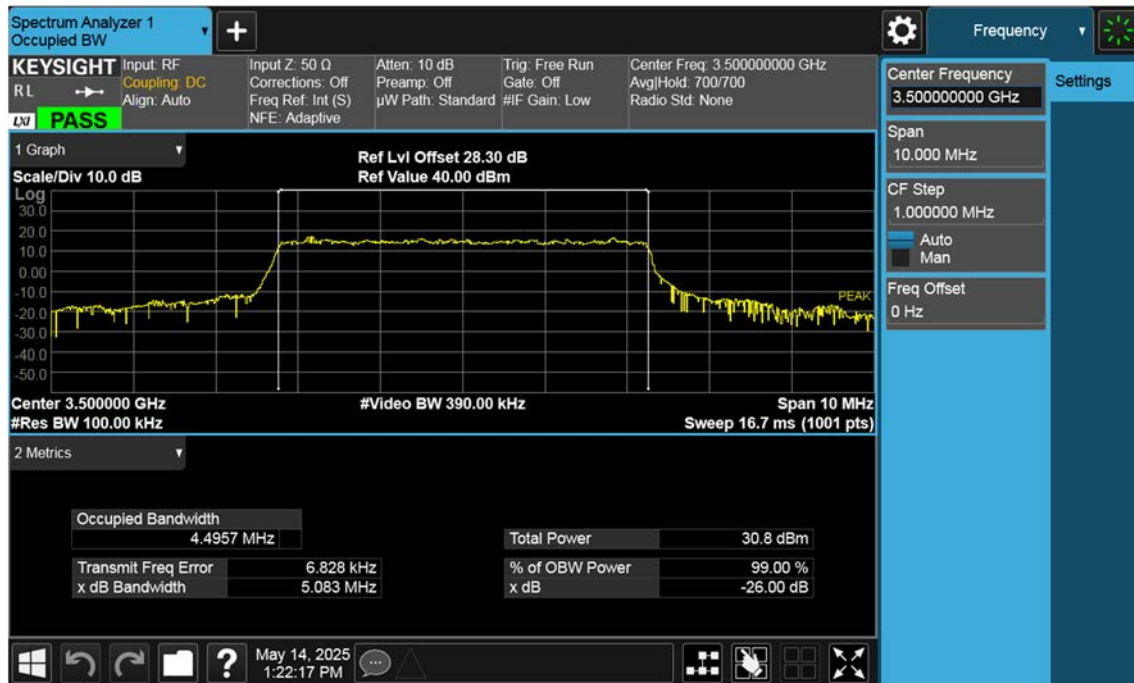 Spectrum Analyzer 1
Occupied BW
Frequency
KEYSIGHT
R L
LXI PASS
Input: RF
Coupling: DC
Align: Auto
Input Z: 50 Ω
Corrections: Off
Freq Ref: Int (S)
NFE: Adaptive
Atten: 10 dB
Preamp: Off
µW Path: Standard
Trig: Free Run
Gate: Off
#IF Gain: Low
Center Freq: 3.500000000 GHz
Avg|Hold: 700/700
Radio Std: None
Center Frequency
3.500000000 GHz
Settings
Span
10.000 MHz
CF Step
1.000000 MHz
Auto
Man
Freq Offset
0 Hz
1 Graph
Scale/Div 10.0 dB
Ref Lvl Offset 28.30 dB
Ref Value 40.00 dBm
Log
30.0
20.0
10.0
0.00
-10.0
-20.0
-30.0
-40.0
-50.0
PEAK
Center 3.500000 GHz
#Res BW 100.00 kHz
#Video BW 390.00 kHz
Span 10 MHz
Sweep 16.7 ms (1001 pts)
2 Metrics
Occupied Bandwidth
4.4957 MHz
Total Power 30.8 dBm
Transmit Freq Error 6.828 kHz
% of OBW Power 99.00 %
x dB Bandwidth 5.083 MHz
x dB -26.00 dB
?
May 14, 2025
1:22:17 PM